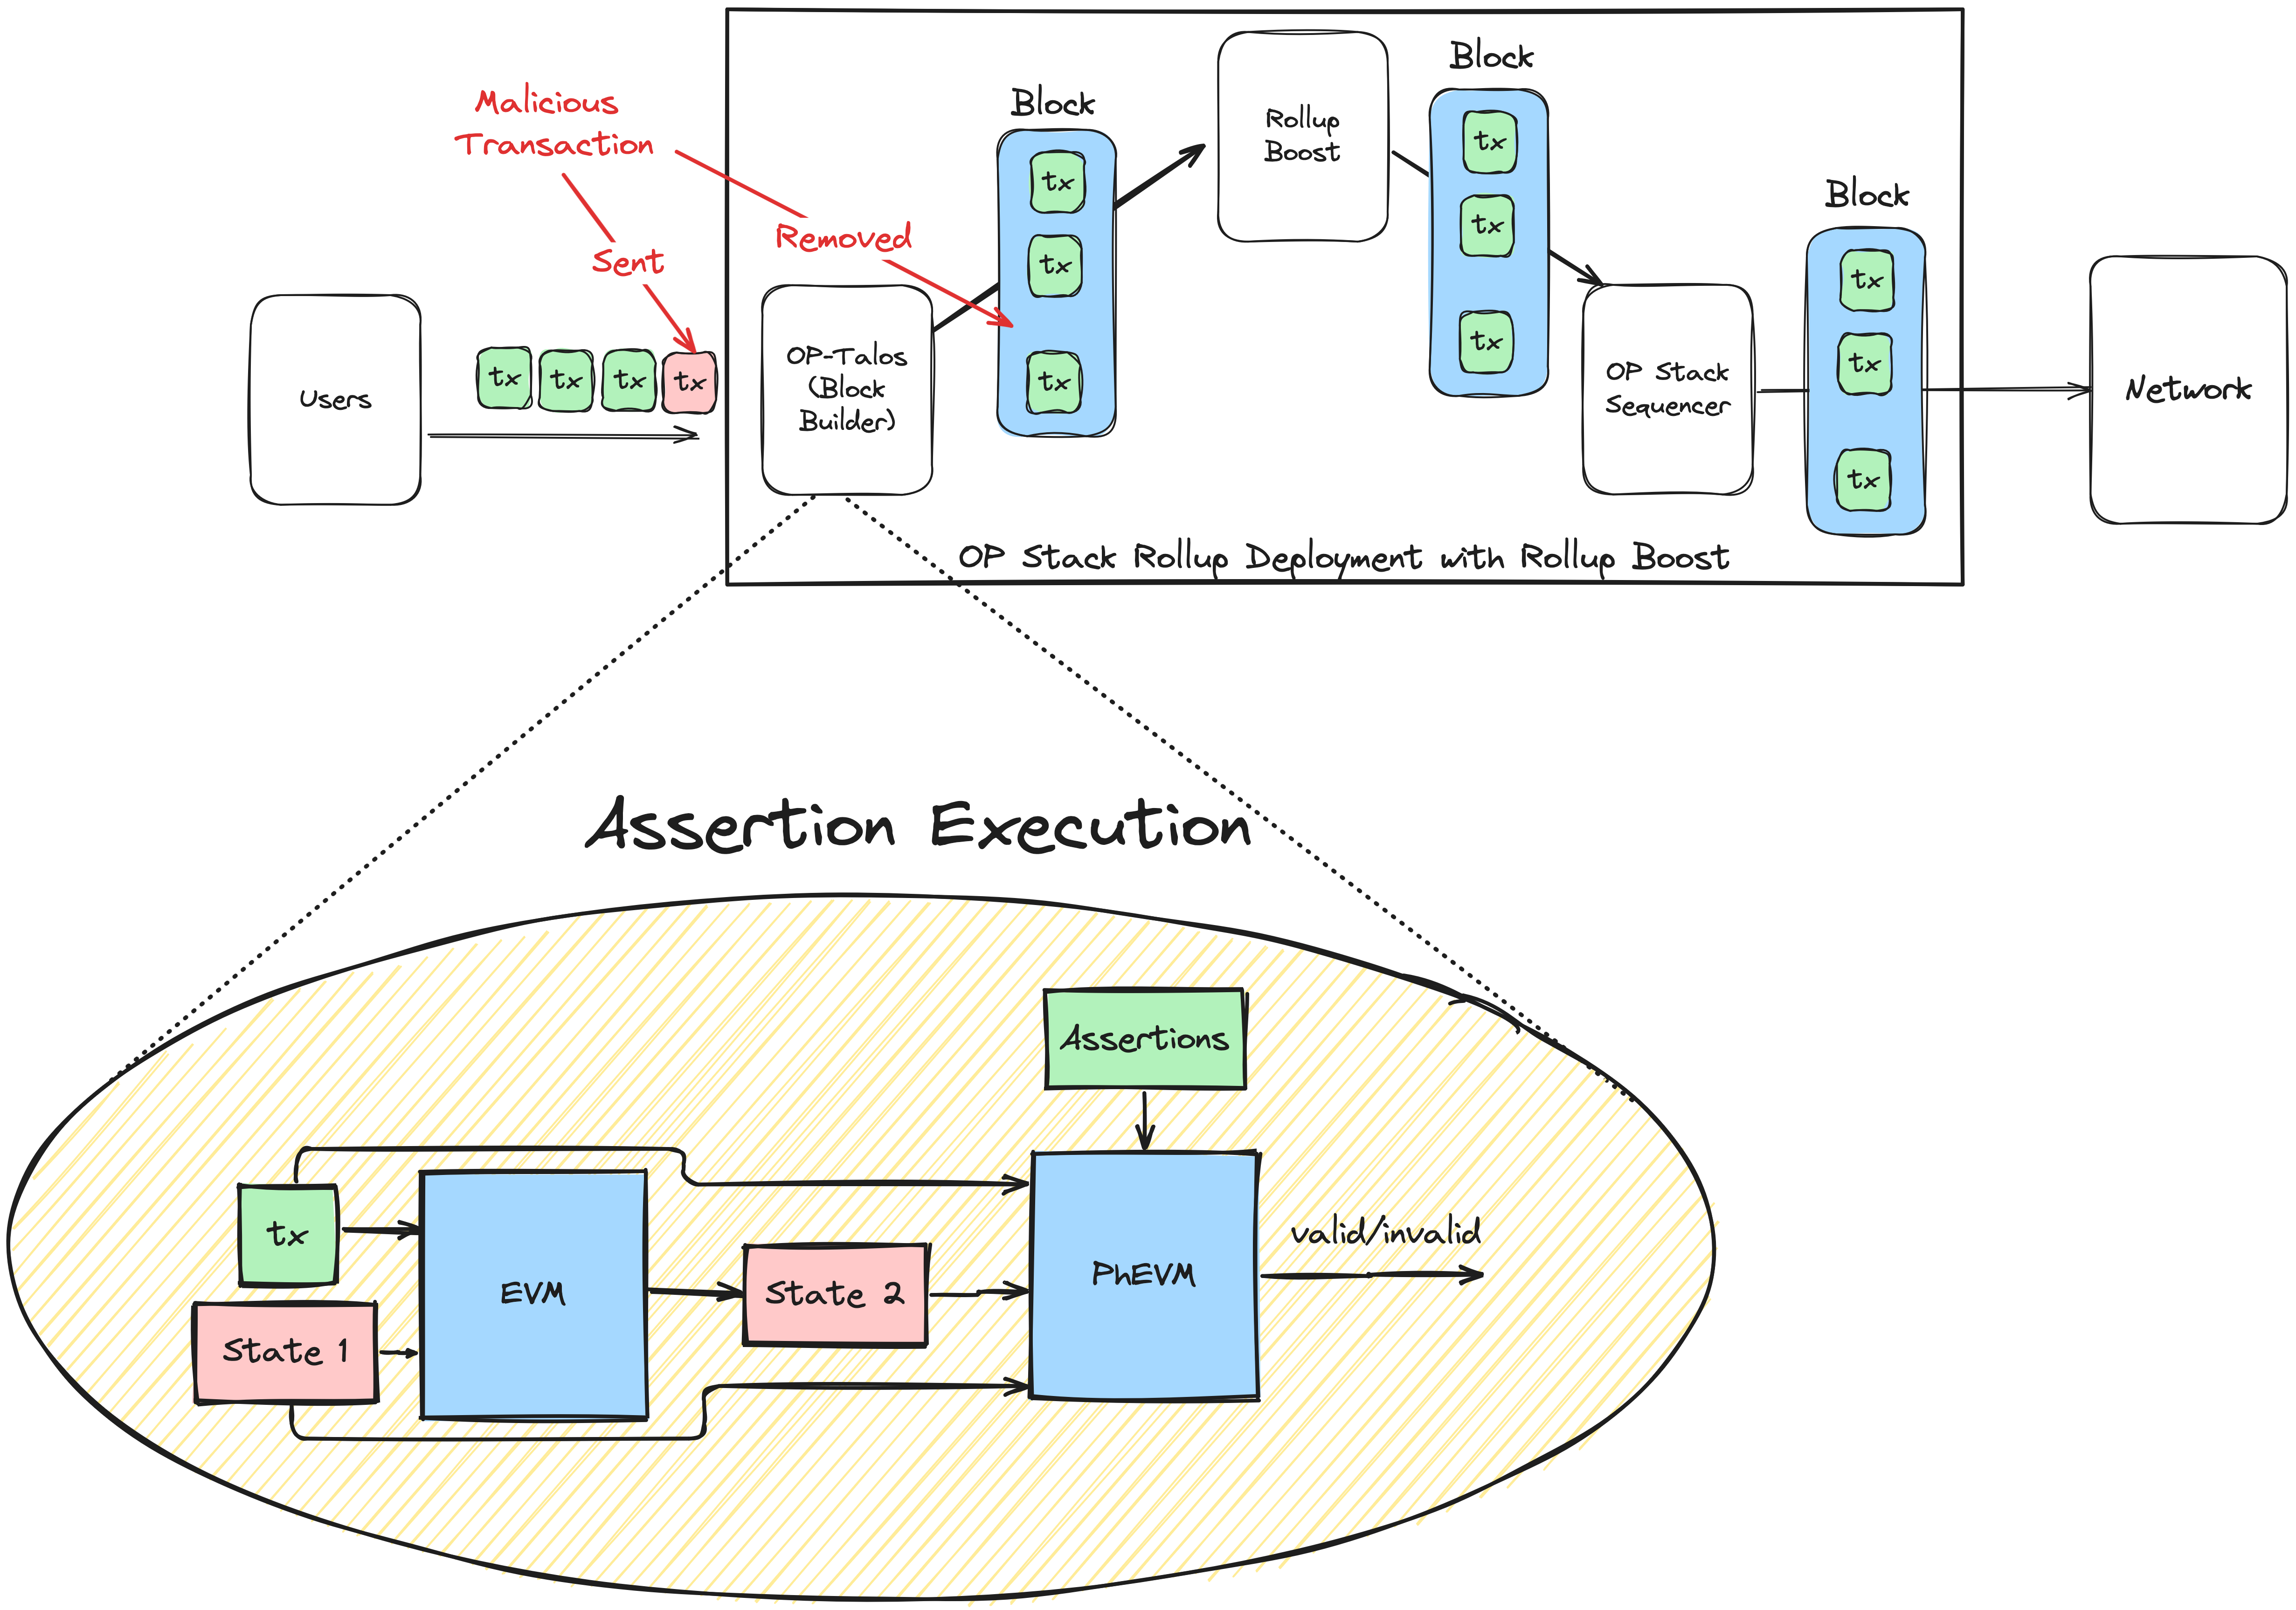 Malicious
Transaction
Sent
Removed
Users
tx
tx
tx
tx
OP-Talos
(Block
Builder)
Block
tx
tx
tx
Rollup
Boost
Block
tx
tx
tx
OP Stack
Sequencer
Block
tx
tx
tx
Network
OP Stack Rollup Deployment with Rollup Boost
Assertion Execution
Assertions
tx
State 1
EVM
State 2
PhEVM
valid/invalid